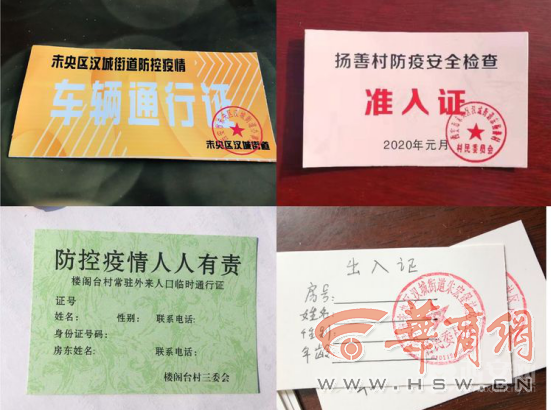 未央区汉城街道防控疫情
车辆通行证
未央区汉城街道
扬善村防疫安全检查
准入证
2020年元月
村民委员会
防控疫情人人有责
楼阁台村常驻外来人口临时通行证
证号
姓名： 性别： 联系电话：
身份证号码：
房东姓名： 联系电话：
楼阁台村三委会
出入证
房号：
姓名
性别
年龄
华商网
WWW.HSW.CN